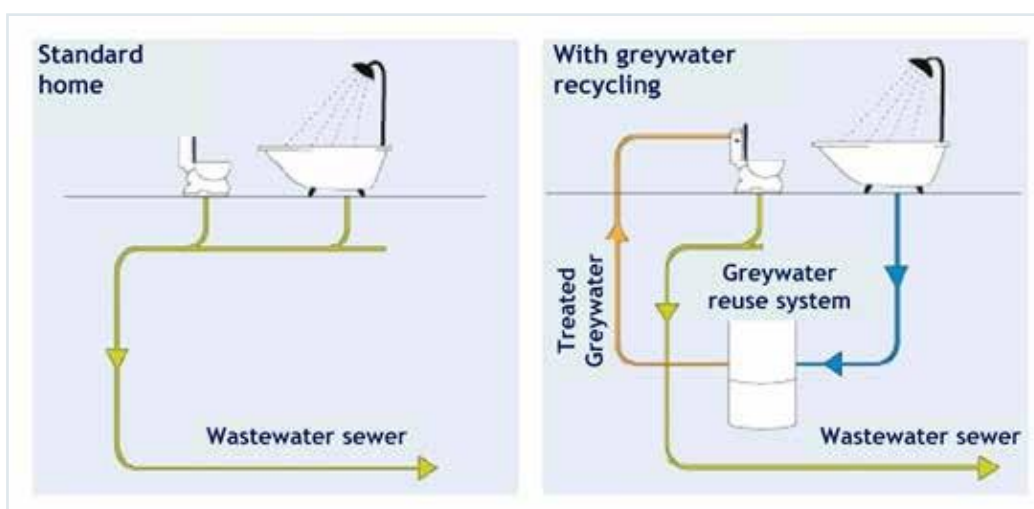 Standard
home
Wastewater sewer
With greywater
recycling
Treated
Greywater
Greywater
reuse system
Wastewater sewer